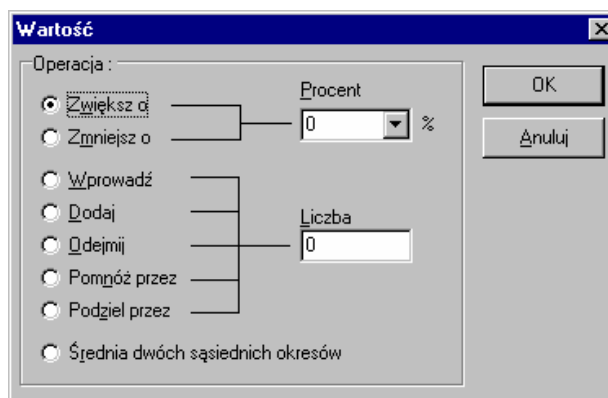 Wartość
Operacja :
Zwiększ o
Zmniejsz o
Procent
0
%
Wprowadź
Dodaj
Odejmij
Pomnóż przez
Podziel przez
Liczba
0
Średnia dwóch sąsiednich okresów
OK
Anuluj